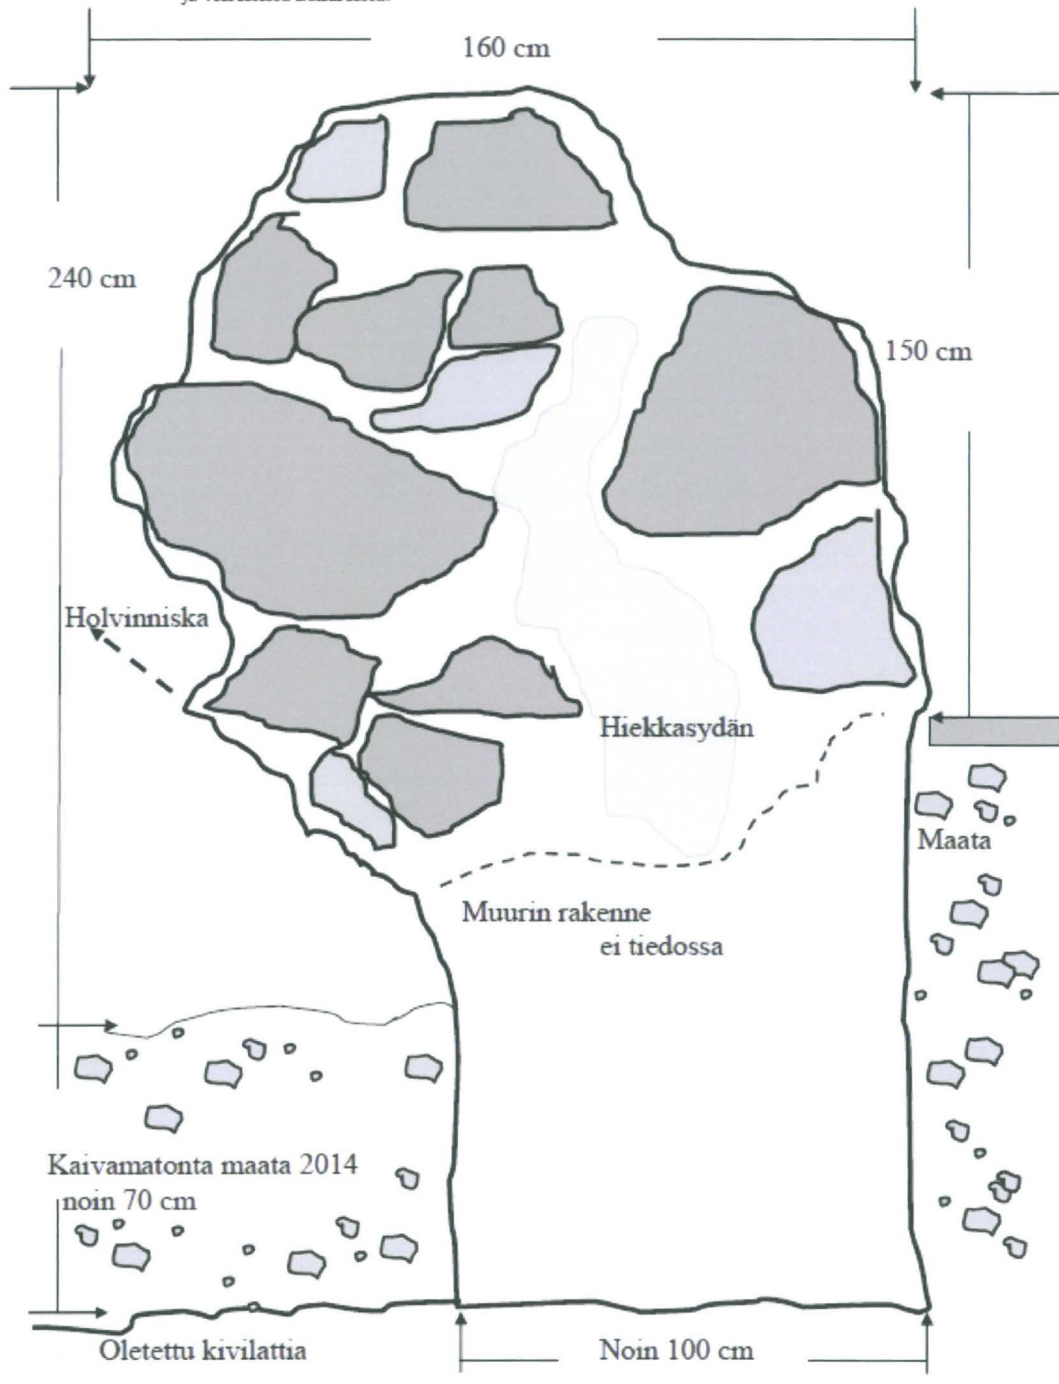 160 cm
240 cm
150 cm
Holvinniska
Hiekkasydän
Maata
Muurin rakenne
ei tiedossa
Kaivamatonta maata 2014
noin 70 cm
Oletettu kivilattia
Noin 100 cm